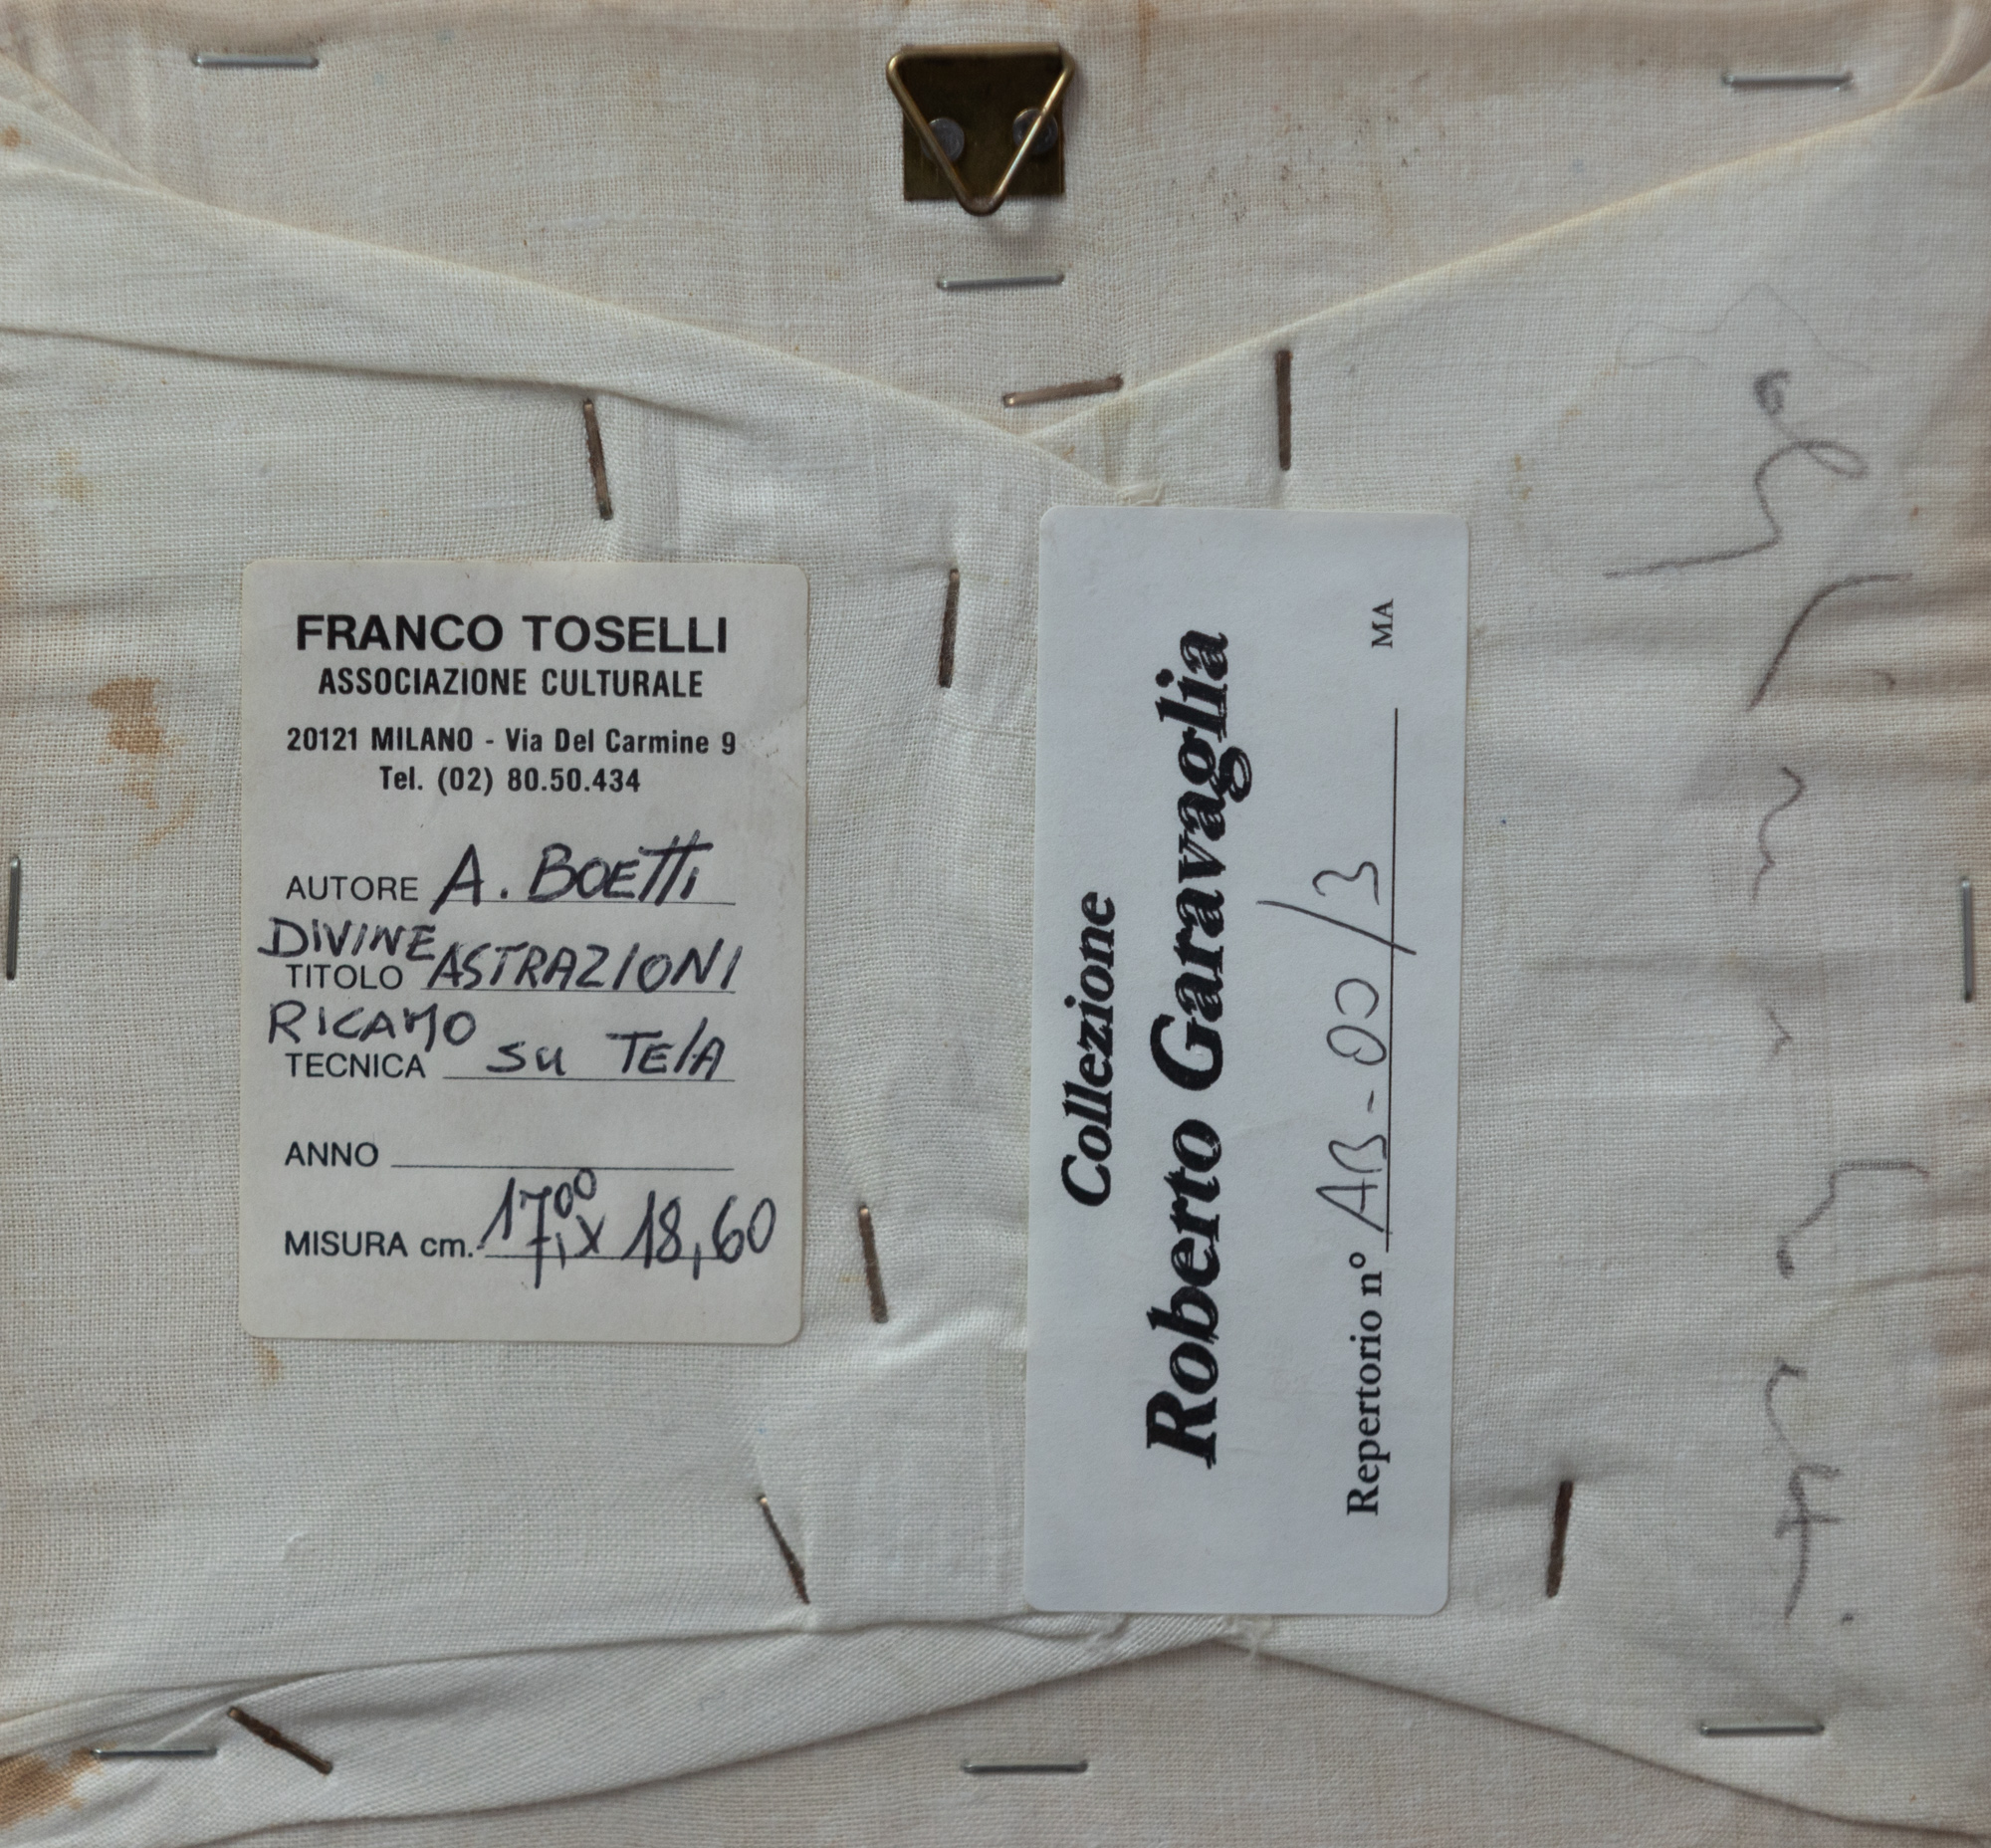 FRANCO TOSELLI
ASSOCIAZIONE CULTURALE
20121 MILANO - Via Del Carmine 9
Tel. (02) 80.50.434
AUTORE A. BOETTI
DIVINE
TITOLO ASTRAZIONI
RICAMO
TECNICA su TElA
ANNO
MISURA cm. 17,00 x 18,60
Collezione
Roberto Garavaglia
Repertorio n° AB-00/3 MA